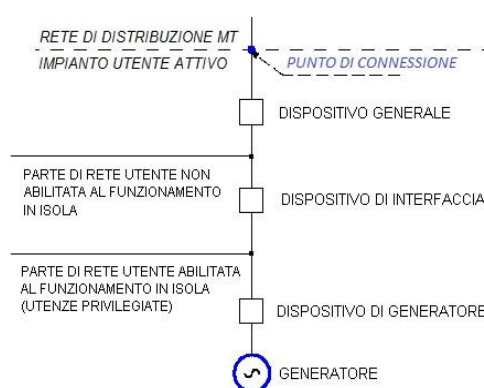 RETE DI DISTRIBUZIONE MT
IMPIANTO UTENTE ATTIVO
PUNTO DI CONNESSIONE
DISPOSITIVO GENERALE
PARTE DI RETE UTENTE NON
ABILITATA AL FUNZIONAMENTO
IN ISOLA
DISPOSITIVO DI INTERFACCIA
PARTE DI RETE UTENTE ABILITATA
AL FUNZIONAMENTO IN ISOLA
(UTENZE PRIVILEGIATE)
DISPOSITIVO DI GENERATORE
GENERATORE